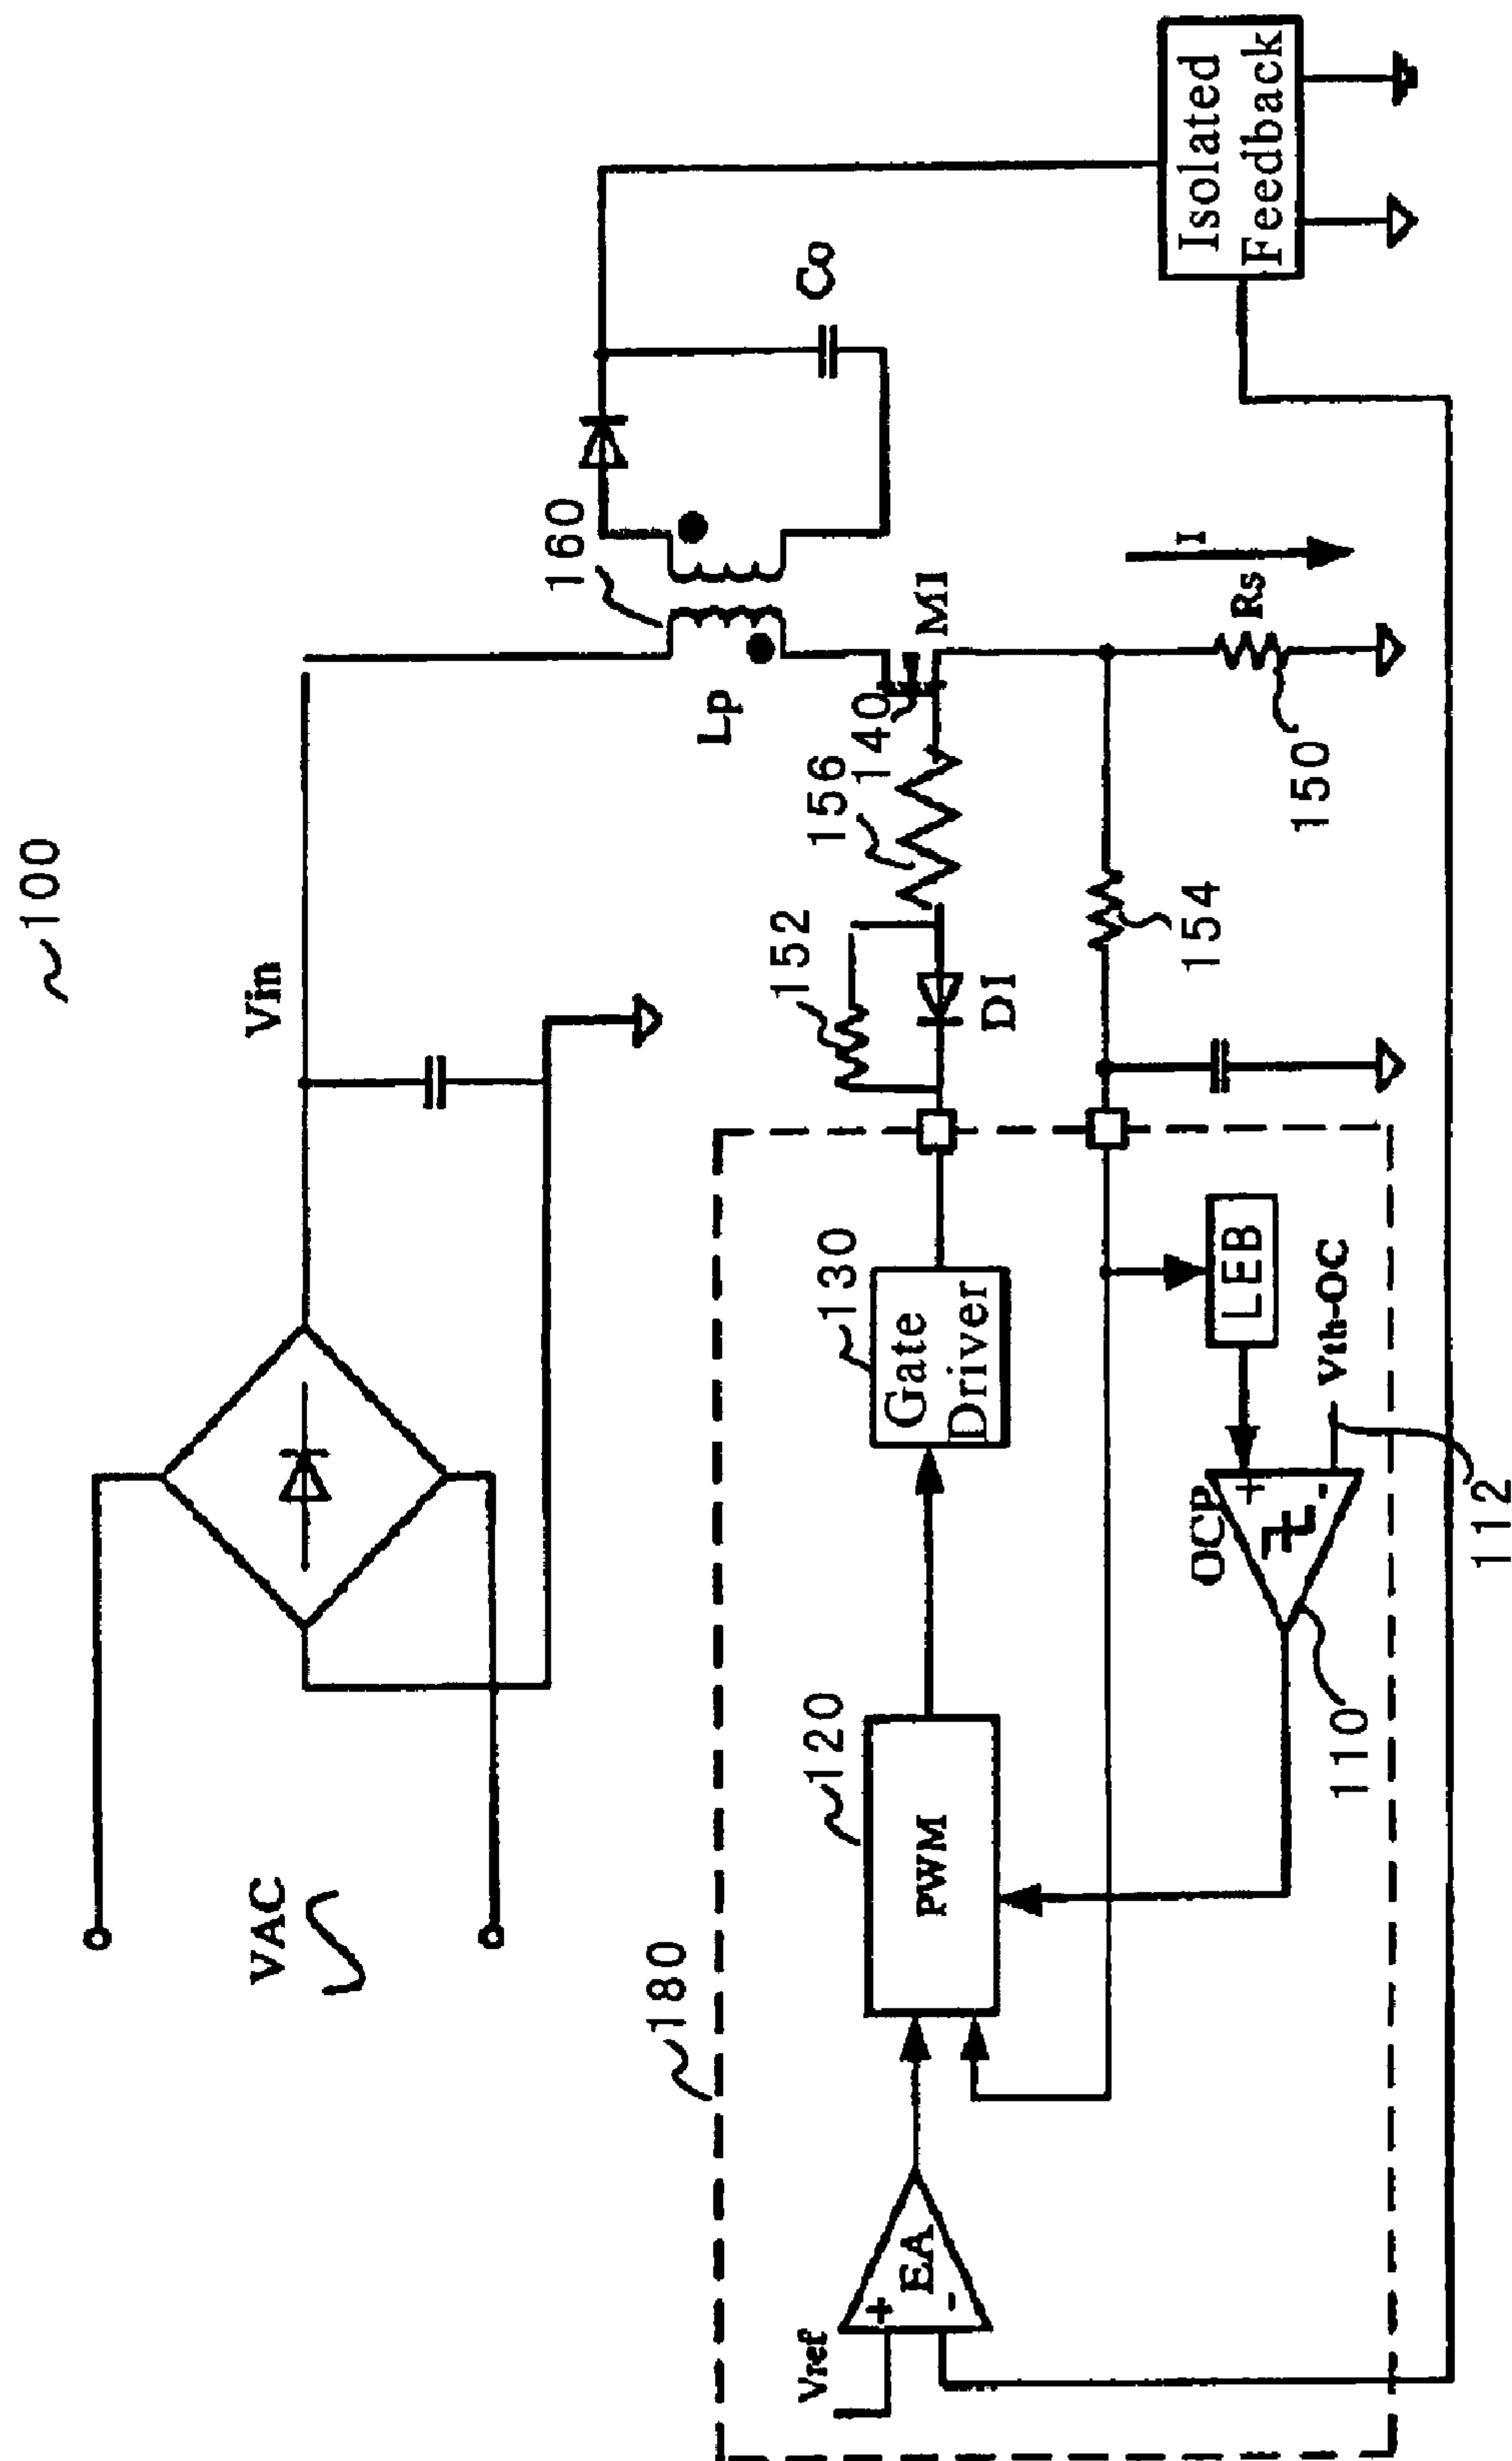 100
VAC
Vin
160
Lp
Co
180
120
130
152
156
140
M1
Vref
+
-
EA
PWM
Gate
Driver
D1
154
Rs
I
150
OCP
+
-
LEB
Vth-OC
110
112
Isolated
Feedback